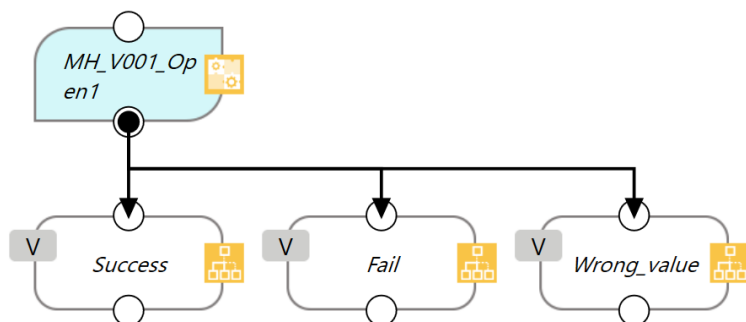 MH_V001_Op
en1
V
Success
V
Fail
V
Wrong_value